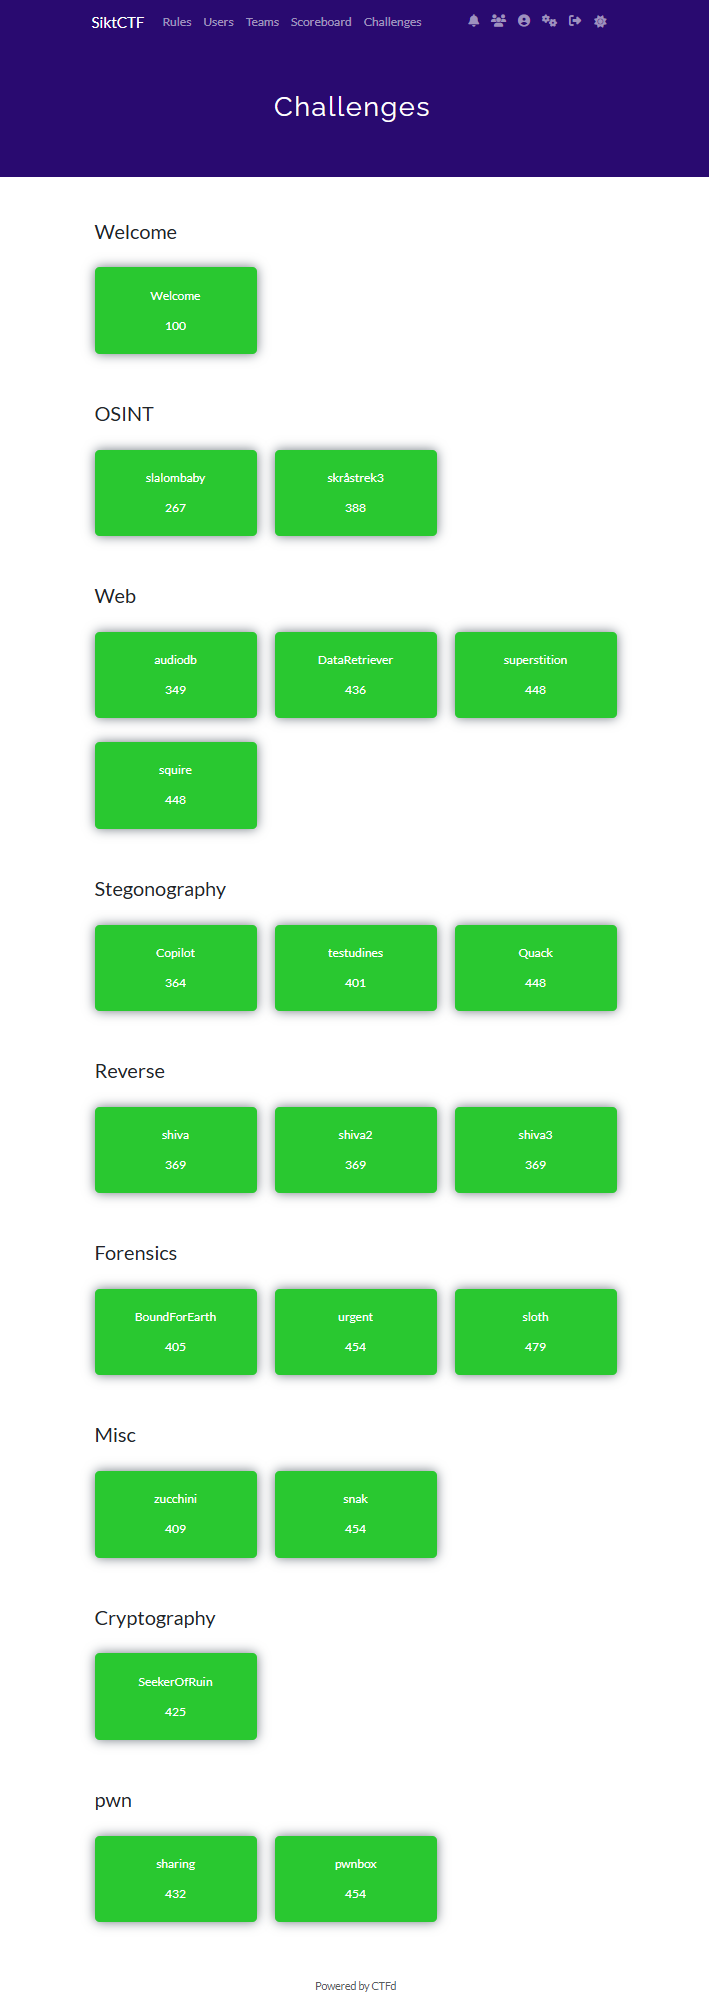 SiktCTF Rules Users Teams Scoreboard Challenges
Challenges
Welcome
Welcome
100
OSINT
slalombaby skråstrek3
267 388
Web
audiodb DataRetriever superstition
349 436 448
squire
448
Stegonography
Copilot testudines Quack
364 401 448
Reverse
shiva shiva2 shiva3
369 369 369
Forensics
BoundForEarth urgent sloth
405 454 479
Misc
zucchini snak
409 454
Cryptography
SeekerOfRuin
425
pwn
sharing pwnbox
432 454
Powered by CTFd